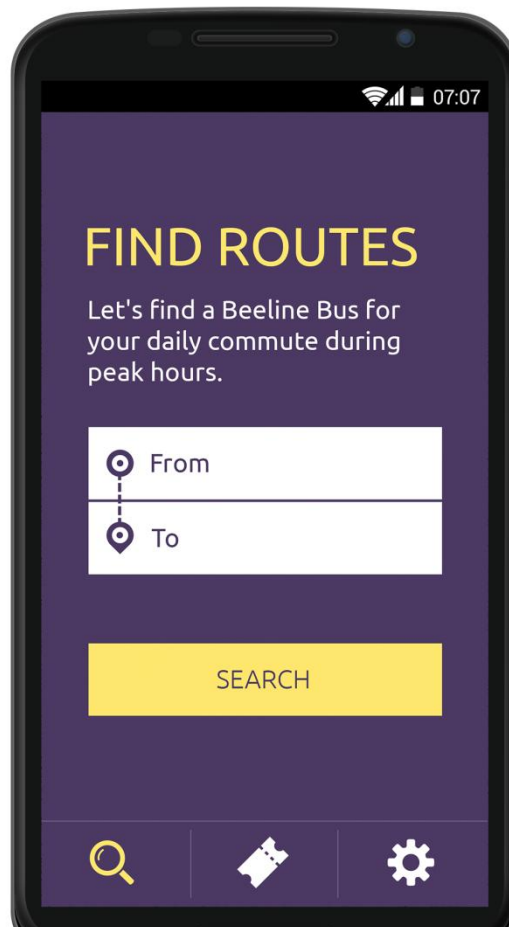 07:07
FIND ROUTES
Let's find a Beeline Bus for
your daily commute during
peak hours.
From
To
SEARCH